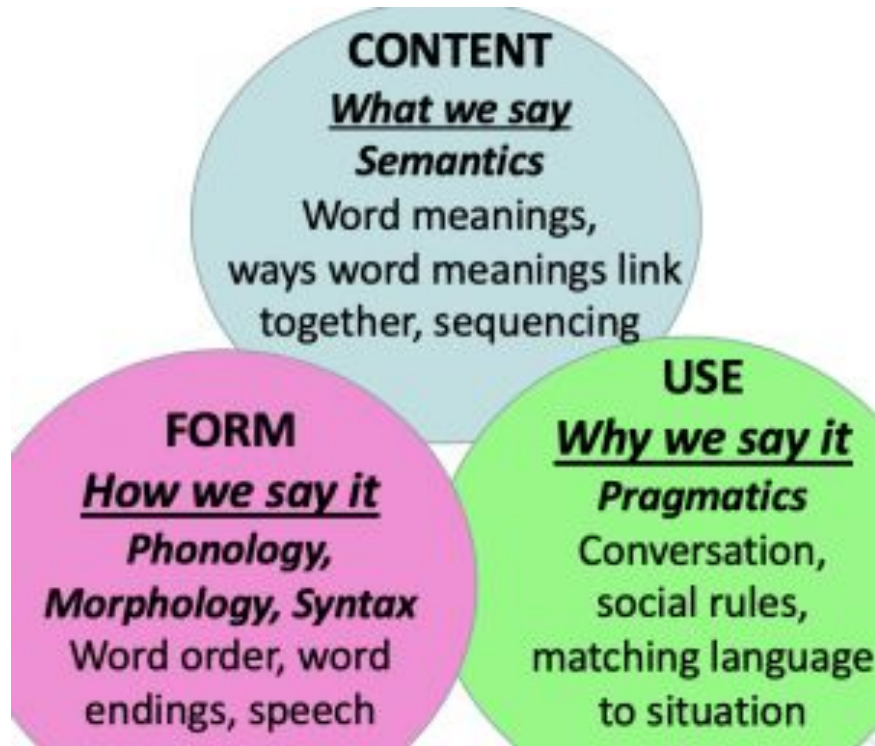 CONTENT
What we say
Semantics
Word meanings,
ways word meanings link
together, sequencing
FORM
How we say it
Phonology,
Morphology, Syntax
Word order, word
endings, speech
USE
Why we say it
Pragmatics
Conversation,
social rules,
matching language
to situation